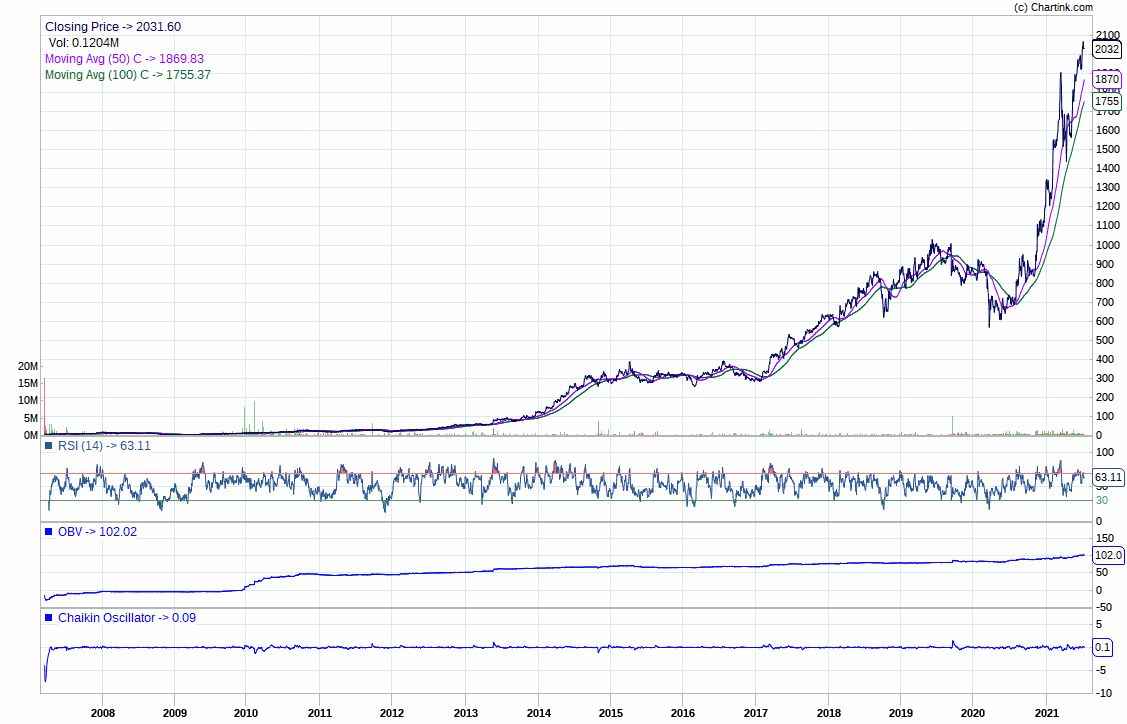 (c) Chartink.com
Closing Price -> 2031.60
Vol: 0.1204M
Moving Avg (50) C -> 1869.83
Moving Avg (100) C -> 1755.37
2100
2032
1870
1755
1600
1500
1400
1300
1200
1100
1000
900
800
700
600
500
400
300
200
100
0
20M
15M
10M
5M
0M
RSI (14) -> 63.11
100
63.11
30
0
OBV -> 102.02
150
102.0
50
0
-50
Chaikin Oscillator -> 0.09
5
0.1
-5
-10
2008 2009 2010 2011 2012 2013 2014 2015 2016 2017 2018 2019 2020 2021